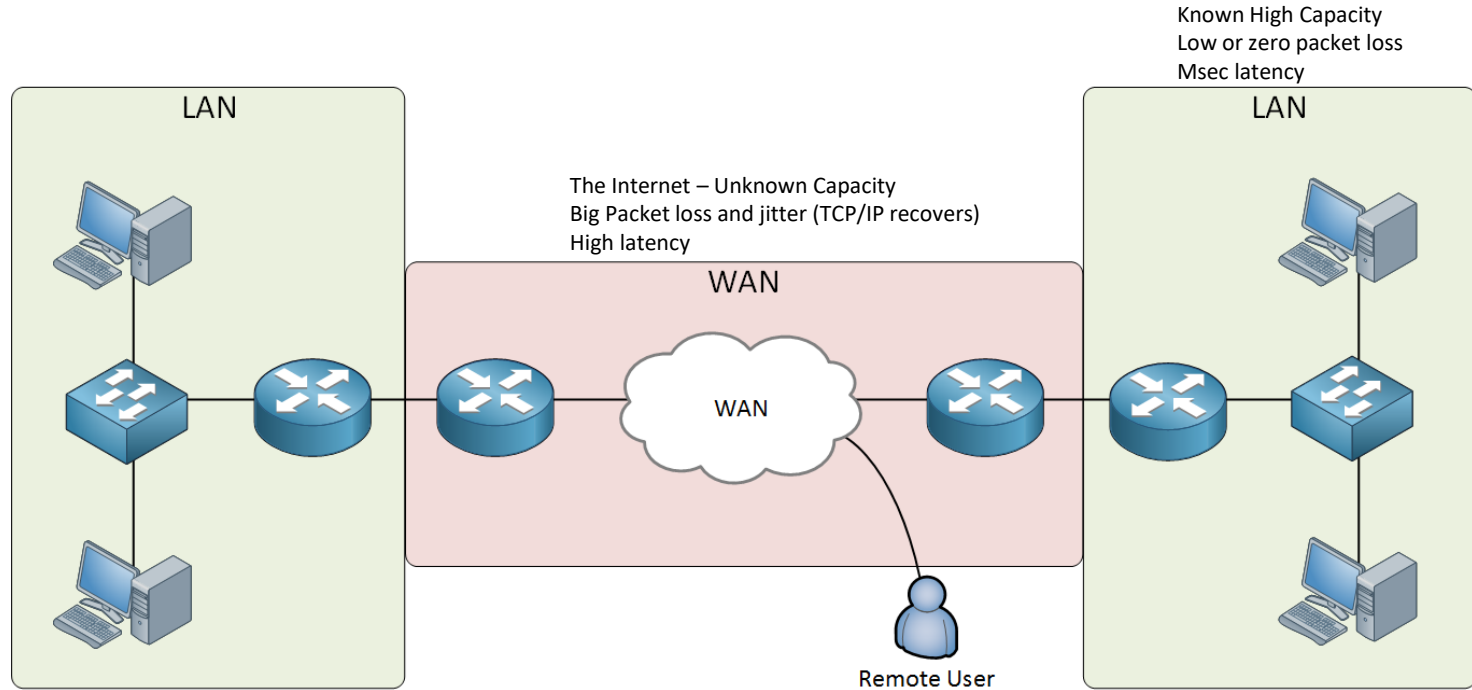 Known High Capacity
Low or zero packet loss
Msec latency
LAN
LAN
The Internet – Unknown Capacity
Big Packet loss and jitter (TCP/IP recovers)
High latency
WAN
WAN
Remote User